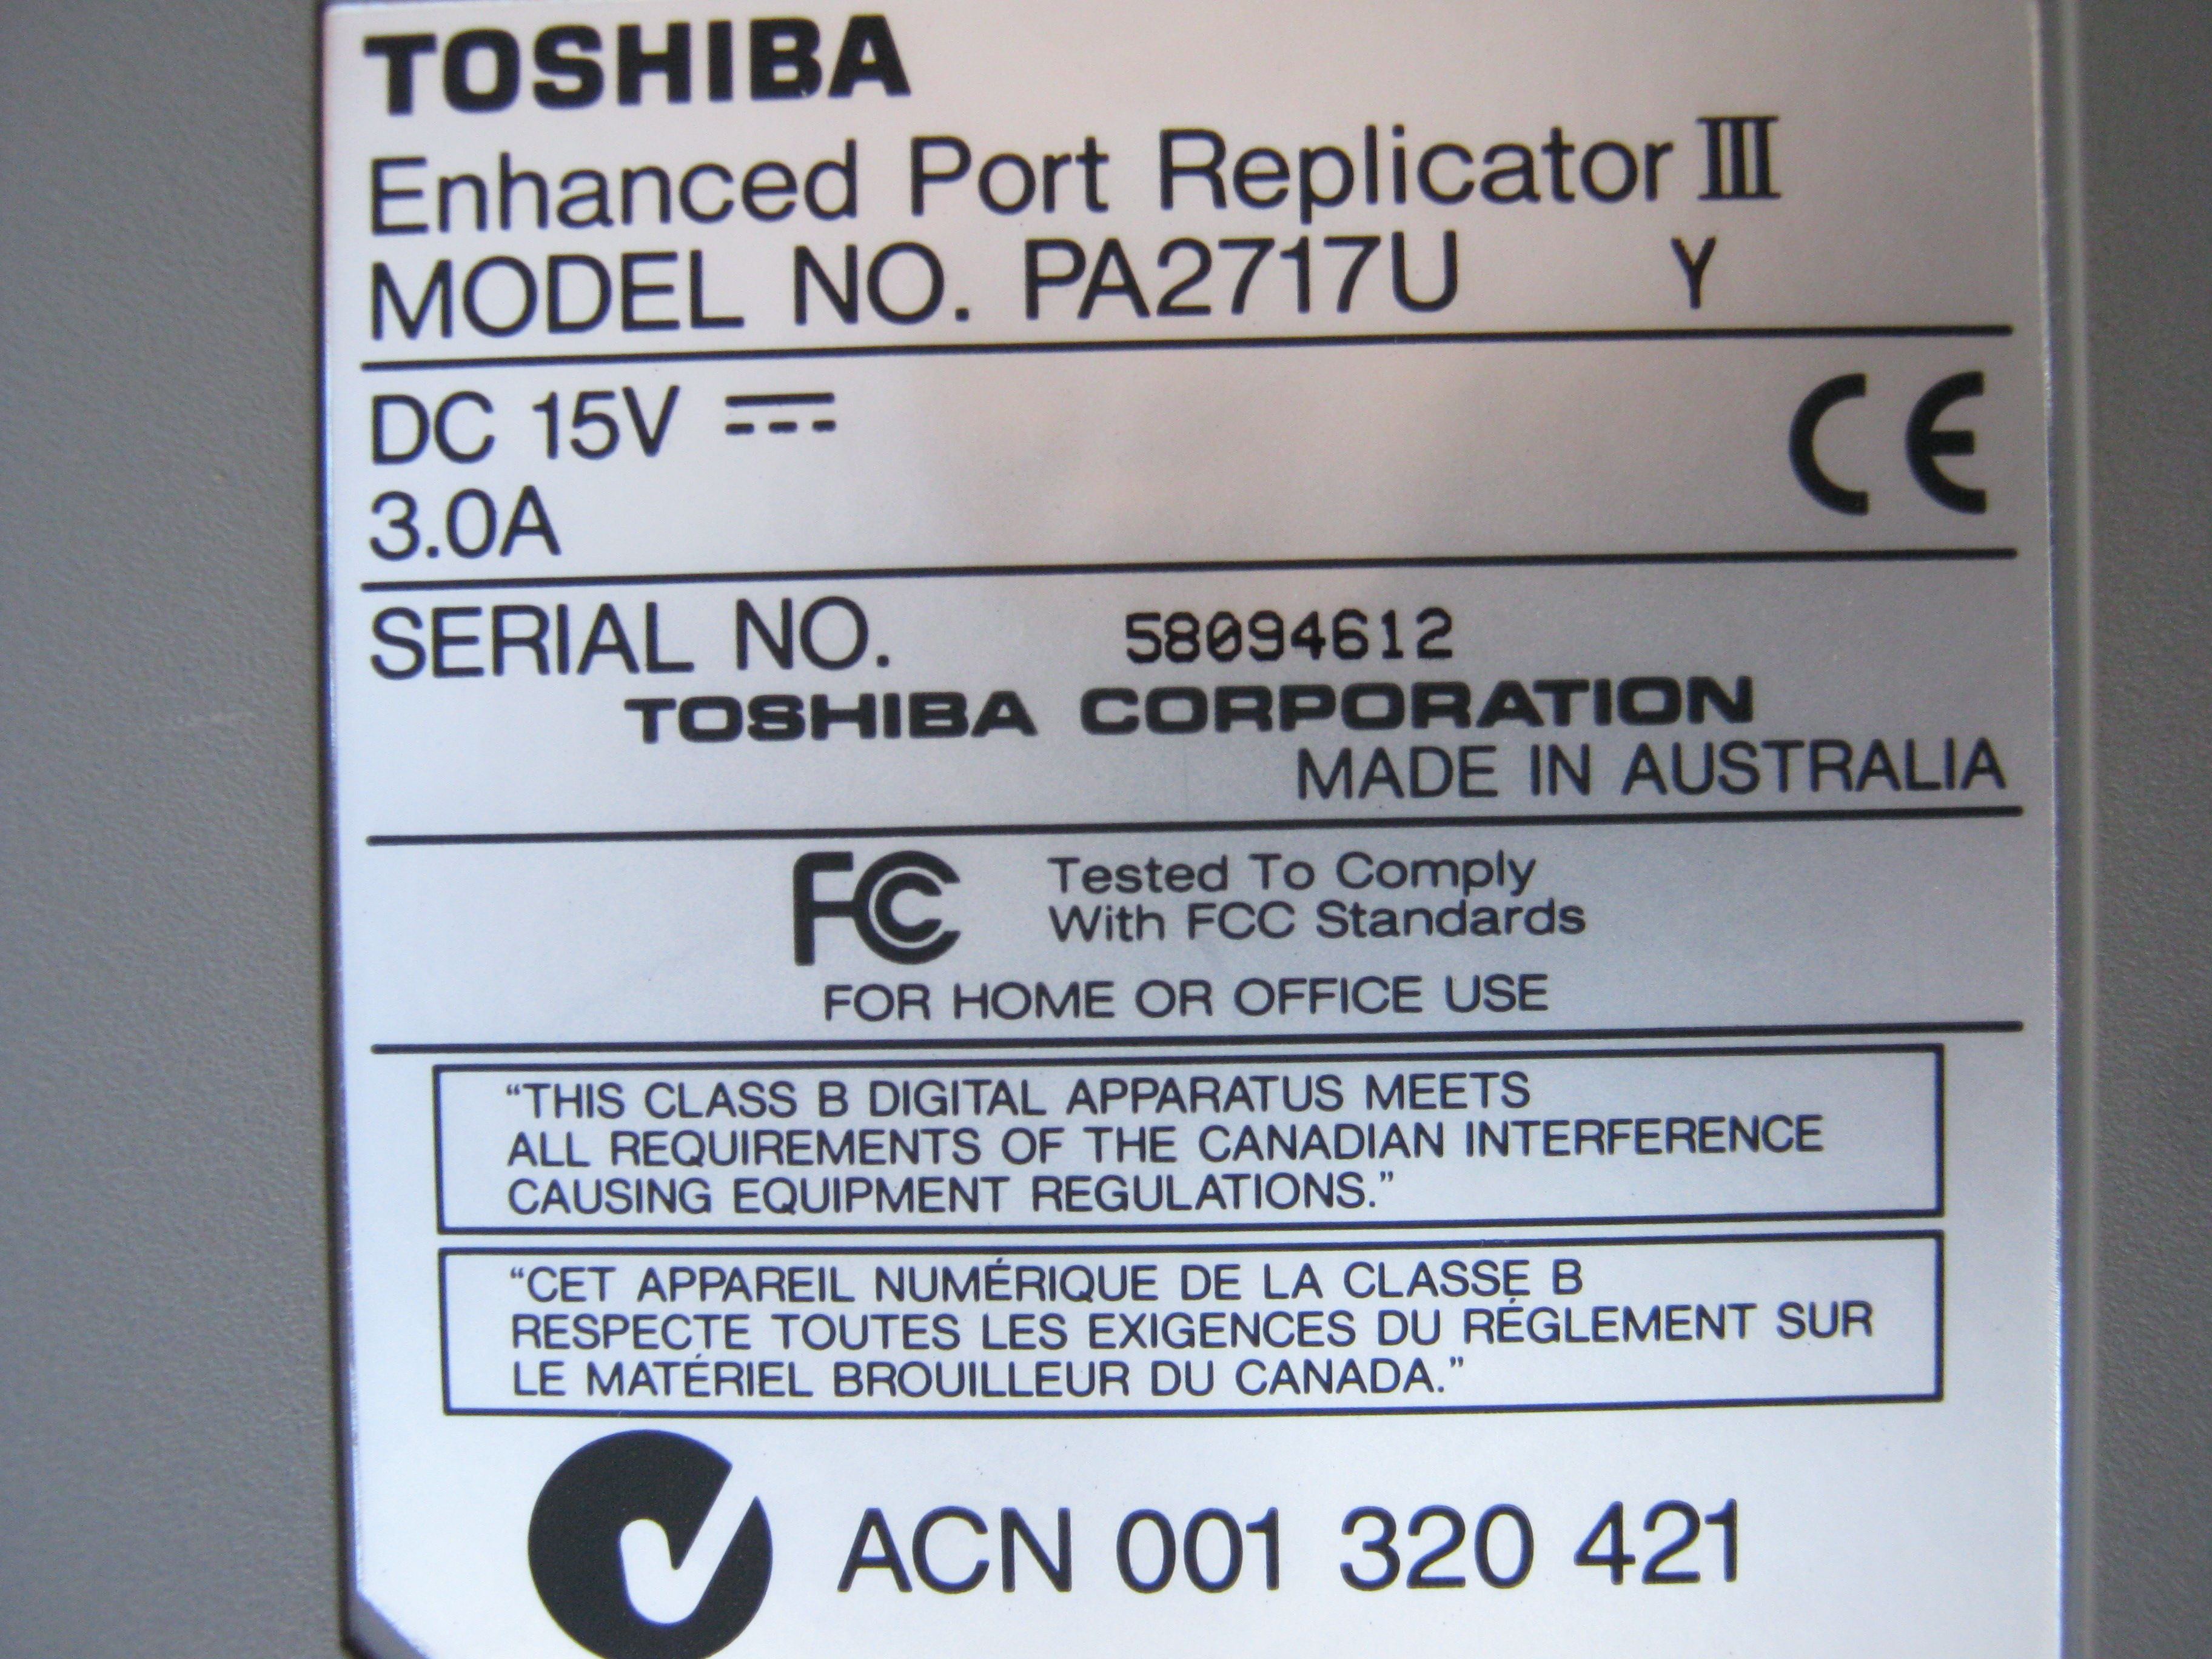 TOSHIBA
Enhanced Port Replicator III
MODEL NO. PA2717U Y
DC 15V
3.0A
CE
SERIAL NO. 58094612
TOSHIBA CORPORATION
MADE IN AUSTRALIA
FC Tested To Comply
With FCC Standards
FOR HOME OR OFFICE USE
“THIS CLASS B DIGITAL APPARATUS MEETS
ALL REQUIREMENTS OF THE CANADIAN INTERFERENCE
CAUSING EQUIPMENT REGULATIONS.”
“CET APPAREIL NUMÉRIQUE DE LA CLASSE B
RESPECTE TOUTES LES EXIGENCES DU RÉGLEMENT SUR
LE MATÉRIEL BROUILLEUR DU CANADA.”
ACN 001 320 421